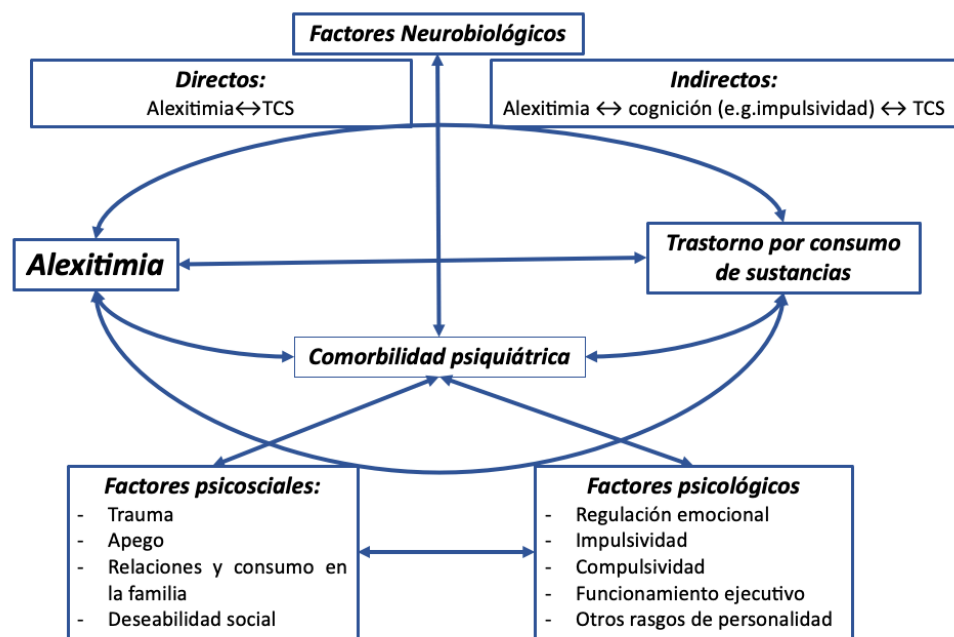 Factores Neurobiológicos
Directos:
Alexitimia↔TCS
Indirectos:
Alexitimia ↔ cognición (e.g.impulsividad) ↔ TCS
Alexitimia
Trastorno por consumo
de sustancias
Comorbilidad psiquiátrica
Factores psicosciales:
- Trauma
- Apego
- Relaciones y consumo en
la familia
- Deseabilidad social
Factores psicológicos
- Regulación emocional
- Impulsividad
- Compulsividad
- Funcionamiento ejecutivo
- Otros rasgos de personalidad